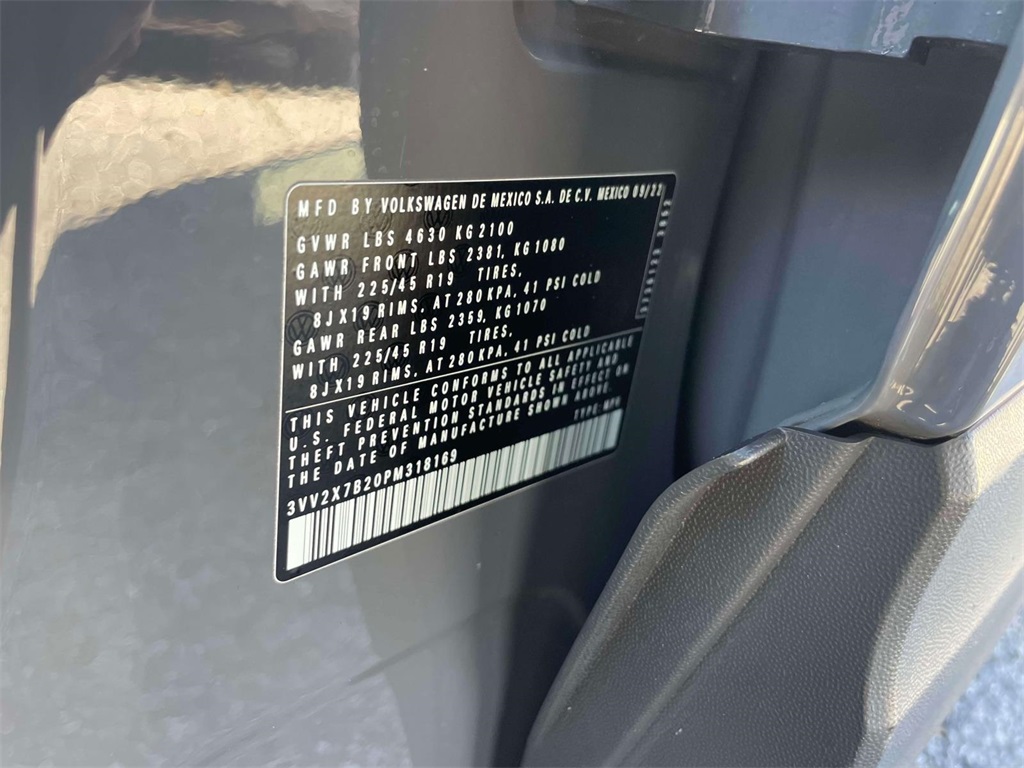 MFD BY VOLKSWAGEN DE MEXICO S.A. DE C.V. MEXICO 09/22
GVWR LBS 4630 KG 2100
GAWR FRONT LBS 2381, KG 1080
WITH 225/45 R19 TIRES,
8JX19 RIMS, AT 280 KPA, 41 PSI COLD
GAWR REAR LBS 2359, KG 1070
WITH 225/45 R19 TIRES,
8JX19 RIMS, AT 280 KPA, 41 PSI COLD
THIS VEHICLE CONFORMS TO ALL APPLICABLE
U.S. FEDERAL MOTOR VEHICLE SAFETY AND
THEFT PREVENTION STANDARDS IN EFFECT ON
THE DATE OF MANUFACTURE SHOWN ABOVE.
3VV2X7B20PM318169
TYPE: MPV